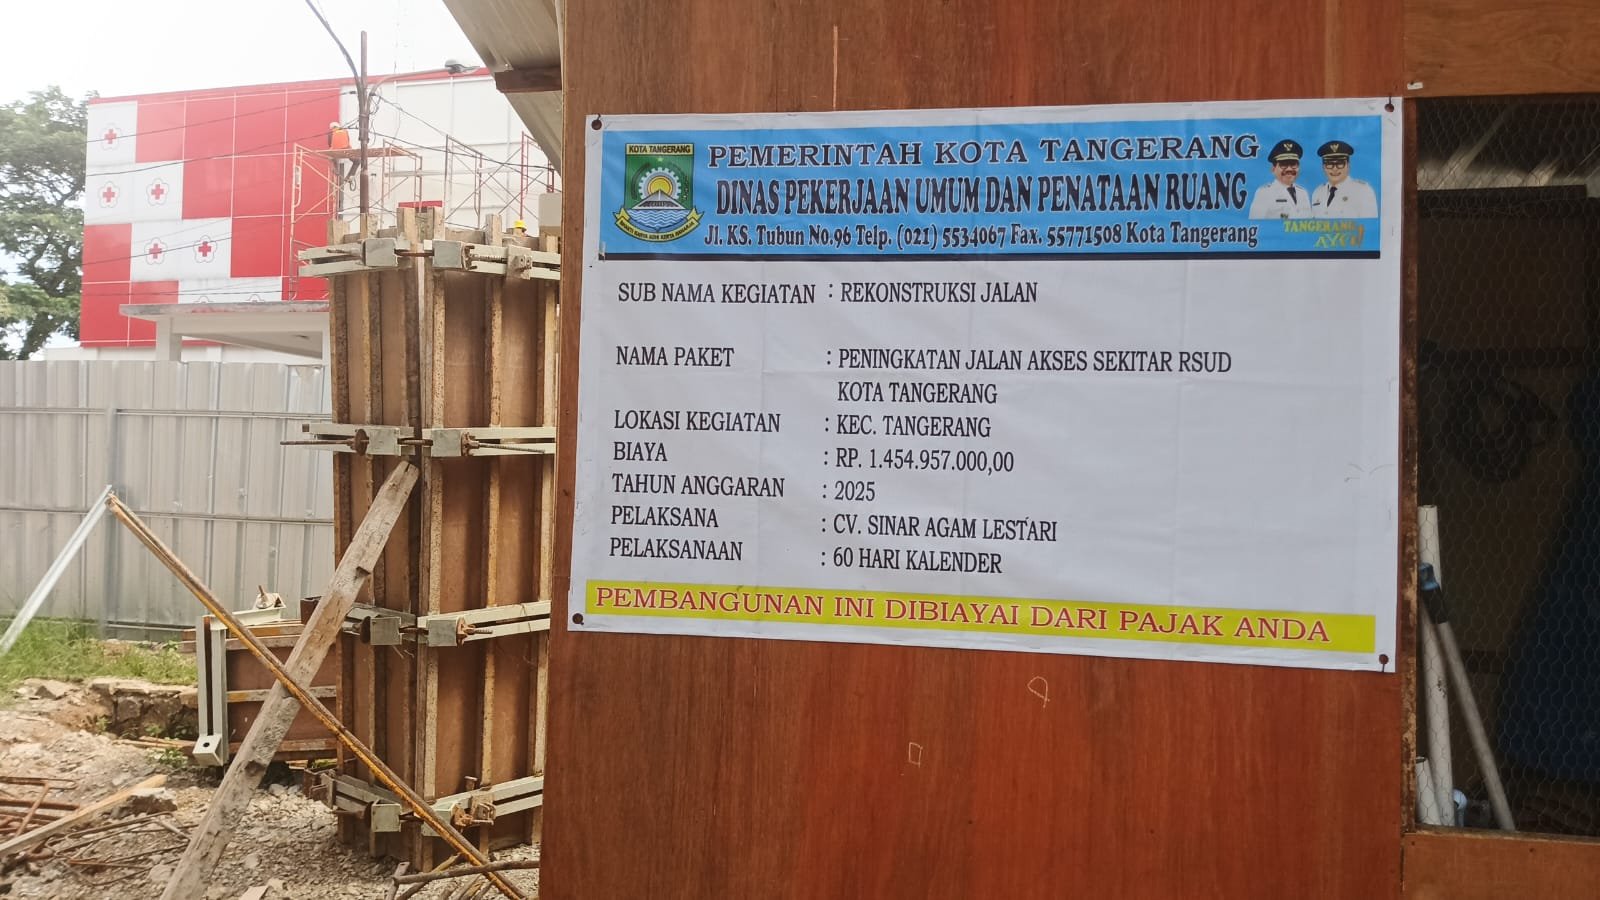 KOTA TANGERANG
PEMERINTAH KOTA TANGERANG
DINAS PEKERJAAN UMUM DAN PENATAAN RUANG
Jl. KS. Tubun No.96 Telp. (021) 5534067 Fax. 55771508 Kota Tangerang
TANGERANG
AYO!
SUB NAMA KEGIATAN : REKONSTRUKSI JALAN
NAMA PAKET : PENINGKATAN JALAN AKSES SEKITAR RSUD
KOTA TANGERANG
LOKASI KEGIATAN : KEC. TANGERANG
BIAYA : RP. 1.454.957.000,00
TAHUN ANGGARAN : 2025
PELAKSANA : CV. SINAR AGAM LESTARI
PELAKSANAAN : 60 HARI KALENDER
PEMBANGUNAN INI DIBIAYAI DARI PAJAK ANDA